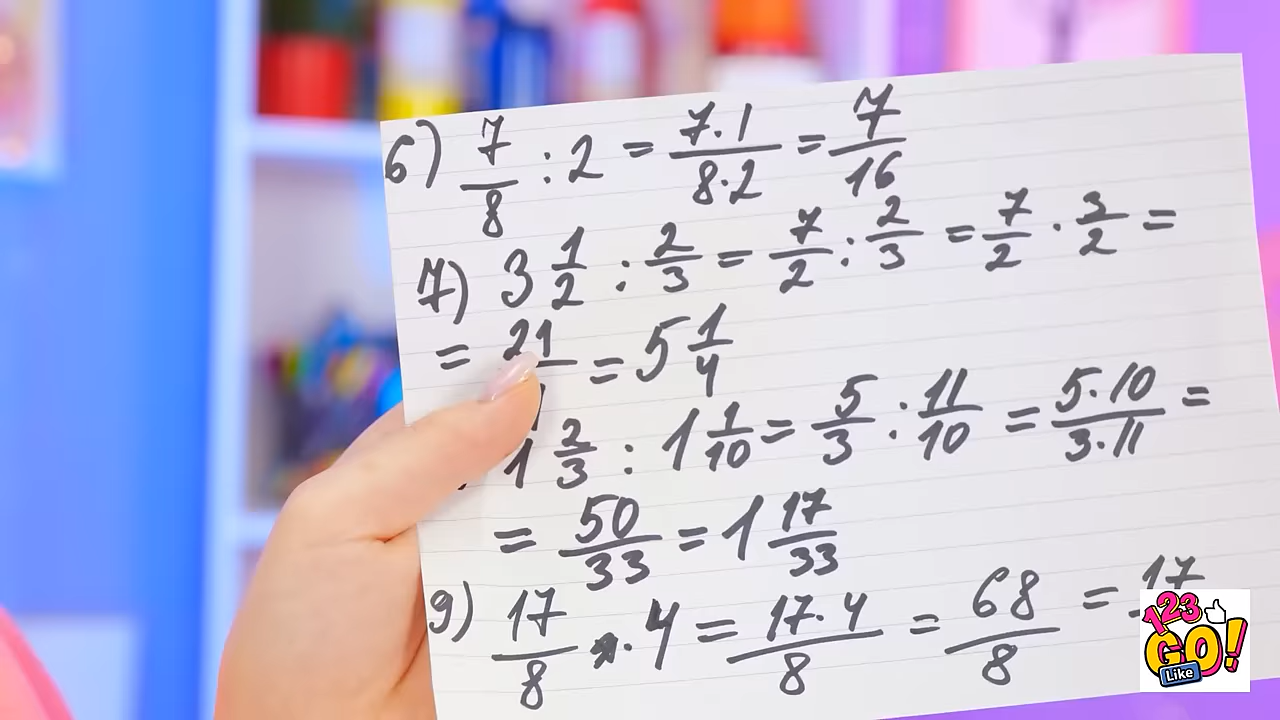 6) 7/8 : 2 = 7·1/8·2 = 7/16
7) 3 1/2 : 2/3 = 7/2 : 2/3 = 7/2 · 3/2 =
= 21/ = 5 1/4
1 2/3 : 1 1/10 = 5/3 : 11/10 = 5·10/3·11 =
= 50/33 = 1 17/33
9) 17/8 · 4 = 17·4/8 = 68/8 = 17
123 GO!
Like